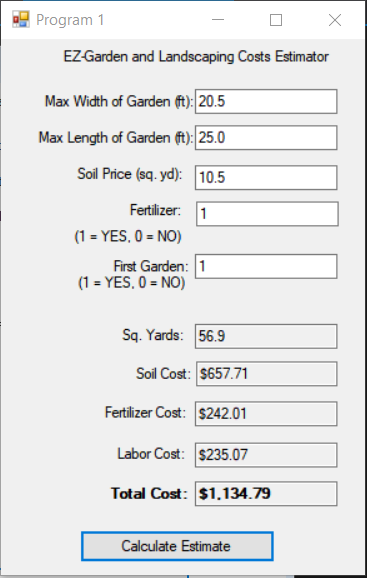 Program 1
EZ-Garden and Landscaping Costs Estimator
Max Width of Garden (ft): 20.5
Max Length of Garden (ft): 25.0
Soil Price (sq. yd): 10.5
Fertilizer: 1
(1 = YES, 0 = NO)
First Garden: 1
(1 = YES, 0 = NO)
Sq. Yards: 56.9
Soil Cost: $657.71
Fertilizer Cost: $242.01
Labor Cost: $235.07
Total Cost: $1,134.79
Calculate Estimate